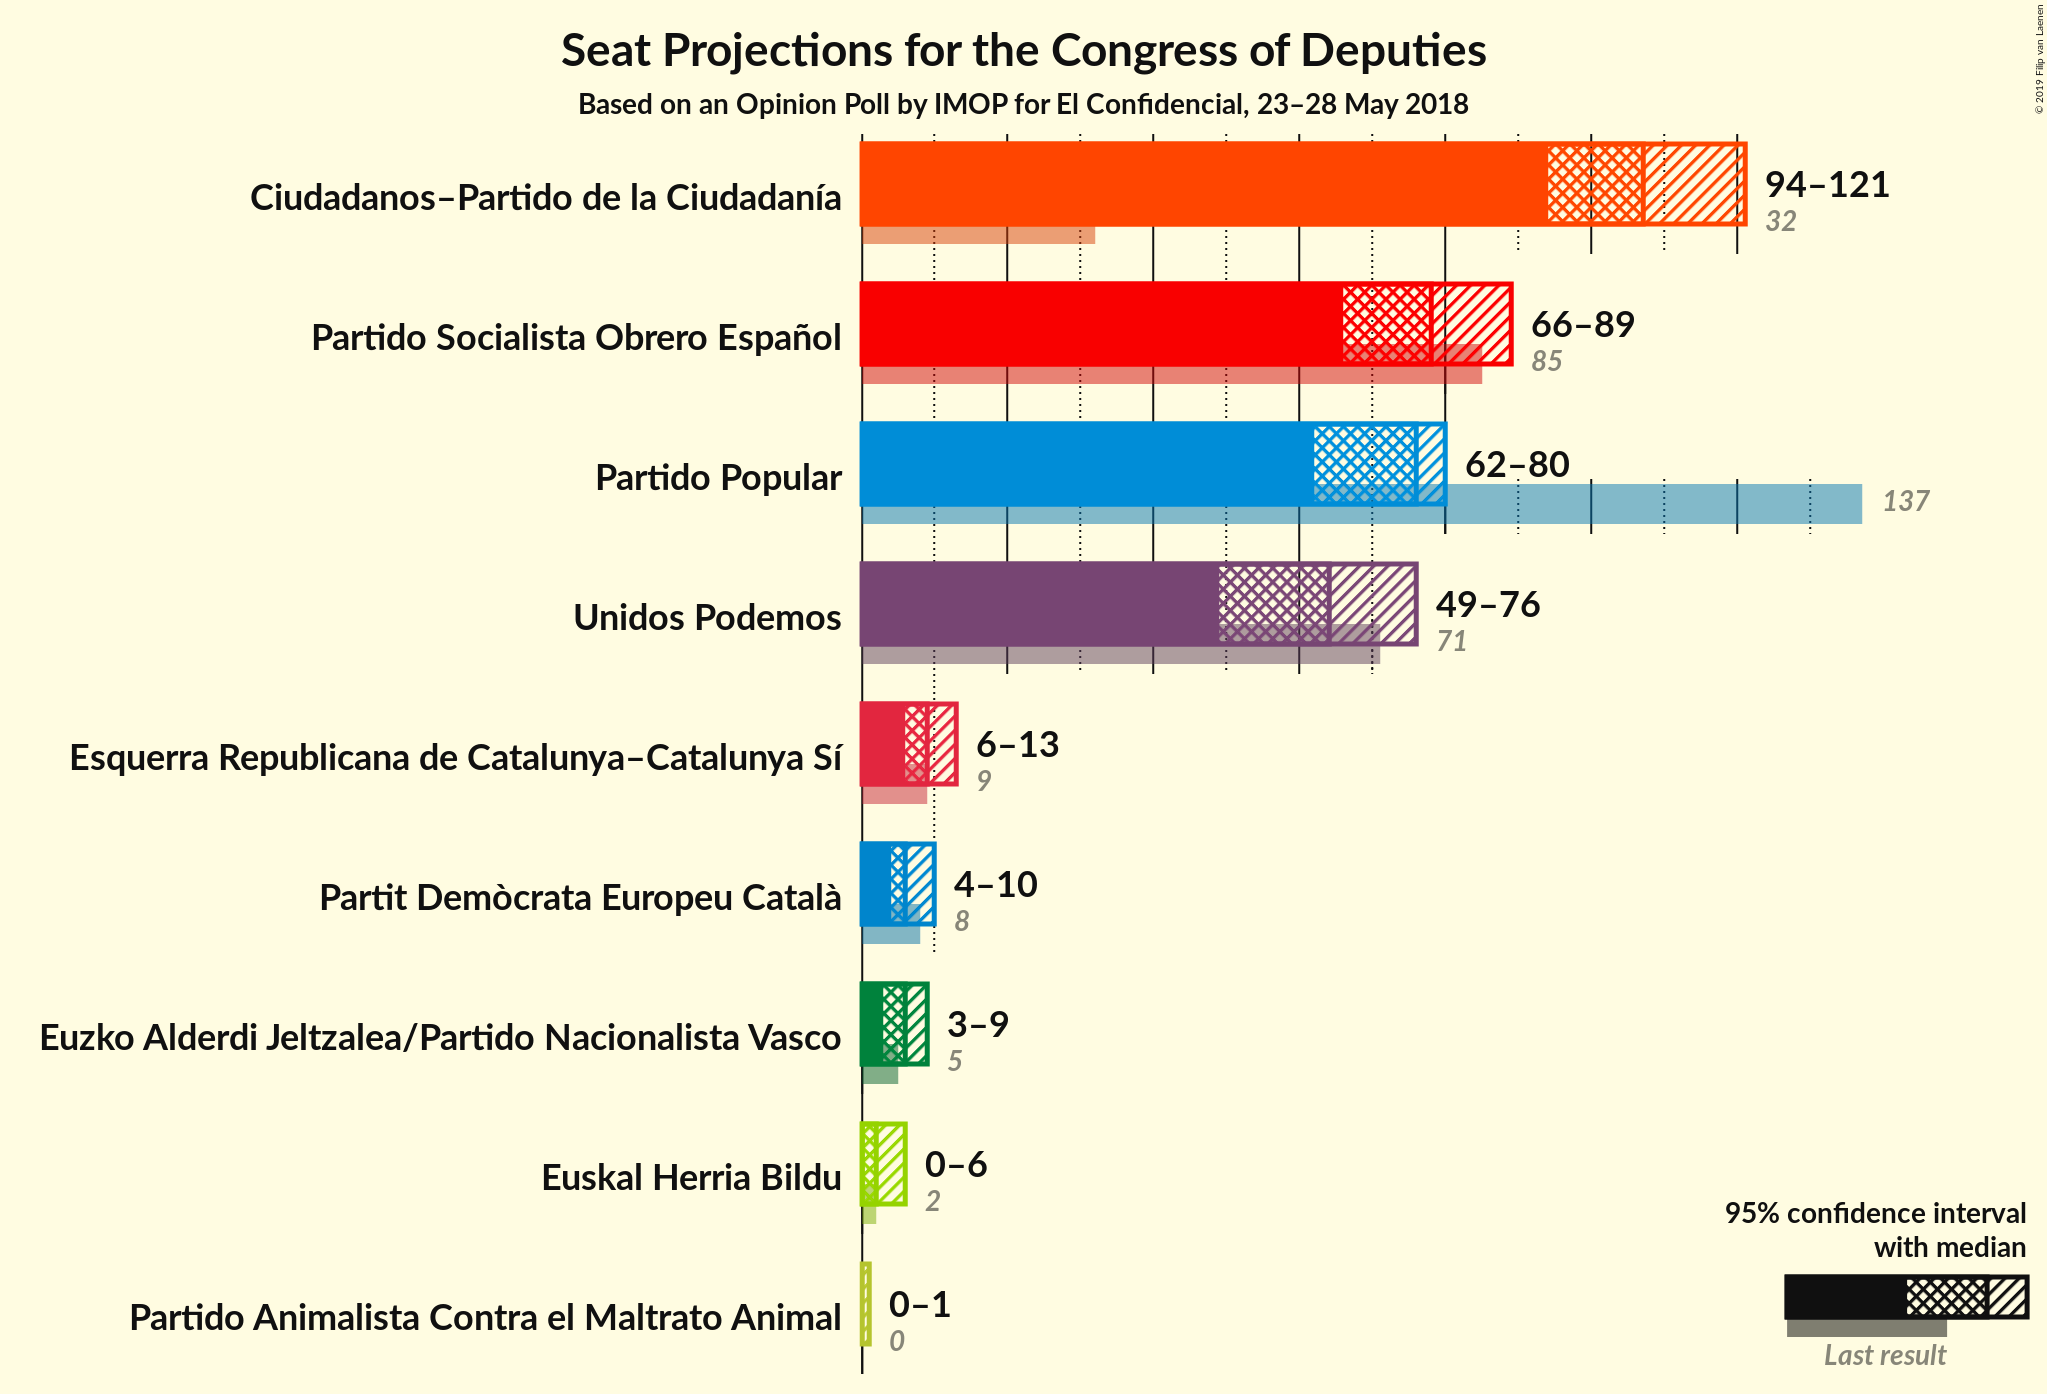 Seat Projections for the Congress of Deputies
Based on an Opinion Poll by IMOP for El Confidencial, 23–28 May 2018
© 2019 Filip van Laenen
Ciudadanos–Partido de la Ciudadanía
94–121
32
Partido Socialista Obrero Español
66–89
85
Partido Popular
62–80
137
Unidos Podemos
49–76
71
Esquerra Republicana de Catalunya–Catalunya Sí
6–13
9
Partit Demòcrata Europeu Català
4–10
8
Euzko Alderdi Jeltzalea/Partido Nacionalista Vasco
3–9
5
Euskal Herria Bildu
0–6
2
Partido Animalista Contra el Maltrato Animal
0–1
0
95% confidence interval
with median
Last result